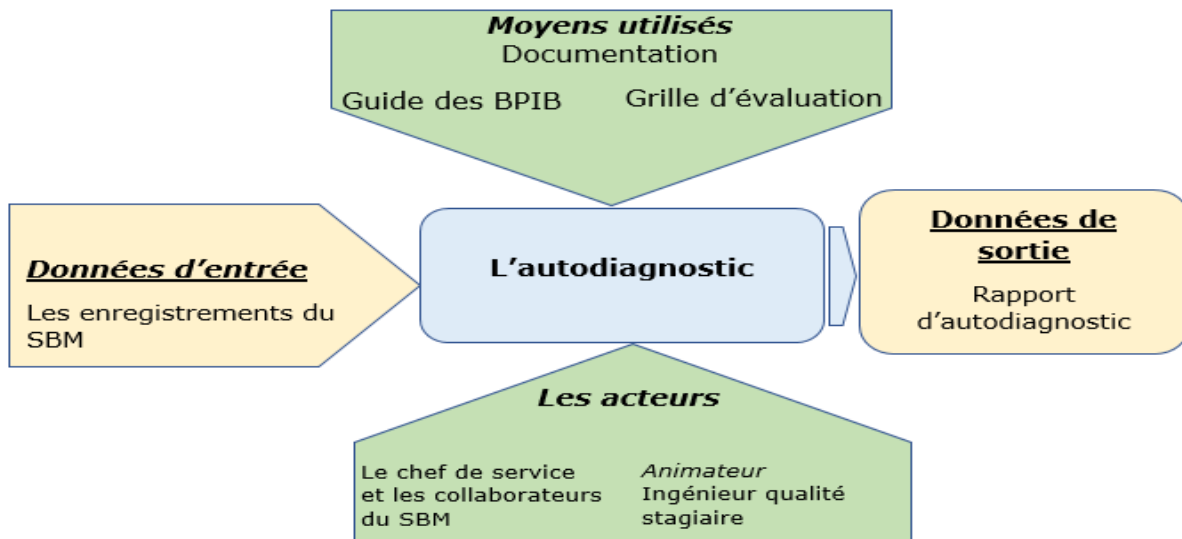 Moyens utilisés
Documentation
Guide des BPIB
Grille d'évaluation
Données d'entrée
Les enregistrements du
SBM
L'autodiagnostic
Données de
sortie
Rapport
d'autodiagnostic
Les acteurs
Le chef de service
et les collaborateurs
du SBM
Animateur
Ingénieur qualité
stagiaire